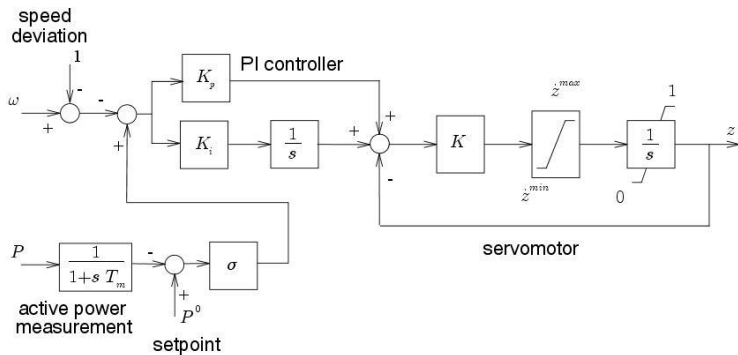 speed
deviation
1
PI controller
K_p
ż^max
1
ω
-
-
+
+
+
+
K_i
1/s
-
K
ż^min
1/s
0
z
servomotor
P
1/(1+s T_m)
-
+
σ
active power
measurement
P^0
setpoint